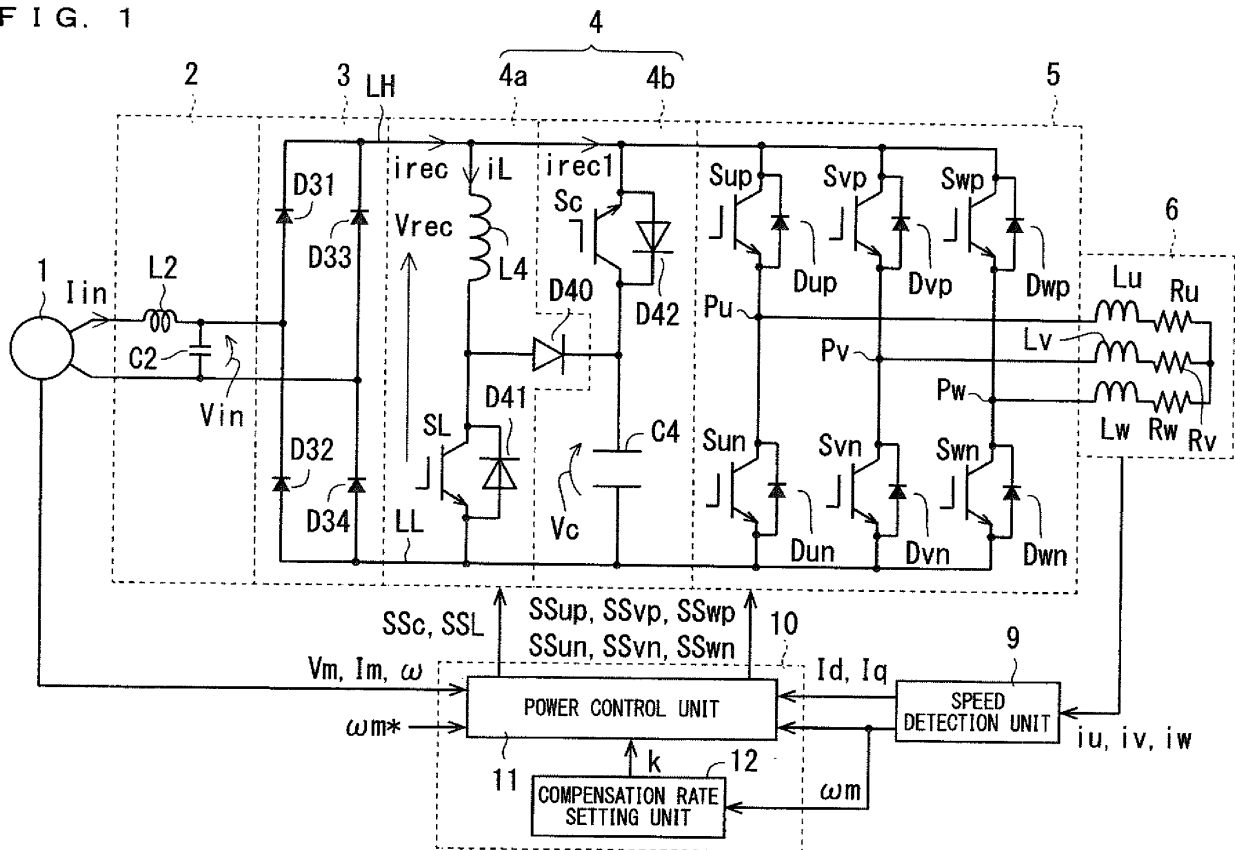 FIG. 1
4
2
3
4a
4b
5
LH
irec
iL
irec1
D31
Sc
Sup
Svp
Swp
6
Vrec
D33
L4
1
Iin
L2
D40
D42
Dup
Dvp
Dwp
Lu
Ru
Pu
C2
Pv
Lv
Vin
D41
Pw
SL
C4
Lw
Rw
Rv
D32
Sun
Svn
Swn
D34
LL
Vc
Dun
Dvn
Dwn
SSc, SSL
SSup, SSvp, SSwp
SSun, SSvn, SSwn
10
9
Vm, Im, ω
Id, Iq
POWER CONTROL UNIT
SPEED DETECTION UNIT
ωm*
iu, iv, iw
11
k
12
ωm
COMPENSATION RATE
SETTING UNIT